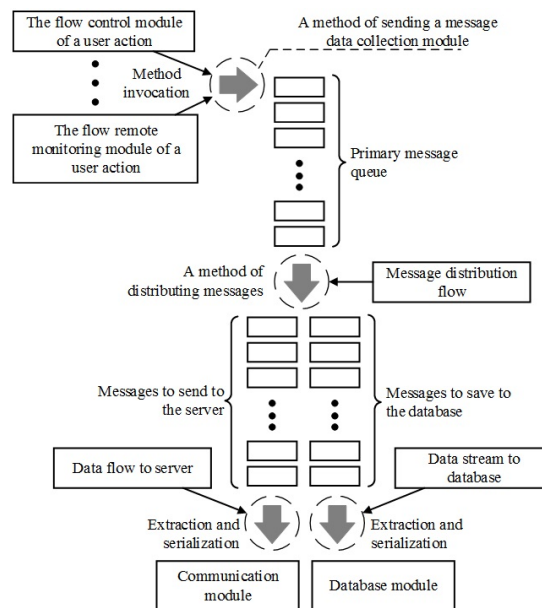 The flow control module
of a user action
A method of sending a message
data collection module
Method
invocation
The flow remote
monitoring module of a
user action
Primary message
queue
A method of
distributing messages
Message distribution
flow
Messages to send to
the server
Messages to save to
the database
Data flow to server
Data stream to
database
Extraction and
serialization
Extraction and
serialization
Communication
module
Database module